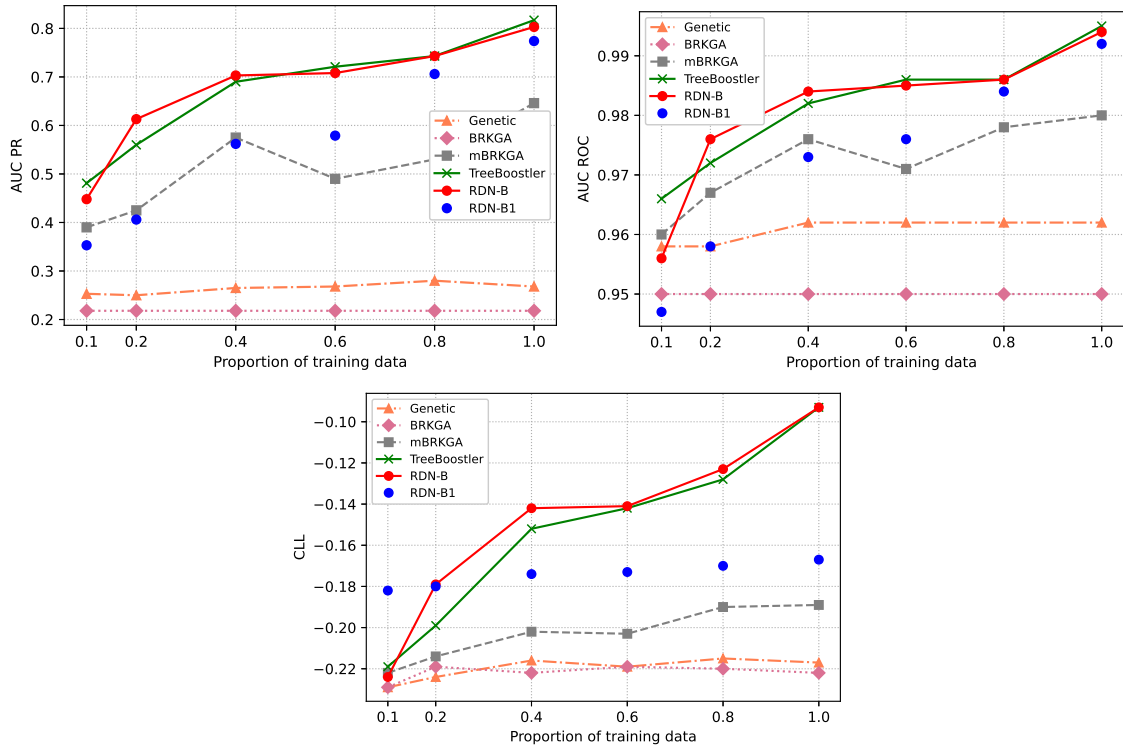 AUC PR
0.8
0.7
0.6
0.5
0.4
0.3
0.2
Genetic
BRKGA
mBRKGA
TreeBoostler
RDN-B
RDN-B1
0.1 0.2 0.4 0.6 0.8 1.0
Proportion of training data
AUC ROC
0.99
0.98
0.97
0.96
0.95
Genetic
BRKGA
mBRKGA
TreeBoostler
RDN-B
RDN-B1
0.1 0.2 0.4 0.6 0.8 1.0
Proportion of training data
CLL
−0.10
−0.12
−0.14
−0.16
−0.18
−0.20
−0.22
Genetic
BRKGA
mBRKGA
TreeBoostler
RDN-B
RDN-B1
0.1 0.2 0.4 0.6 0.8 1.0
Proportion of training data